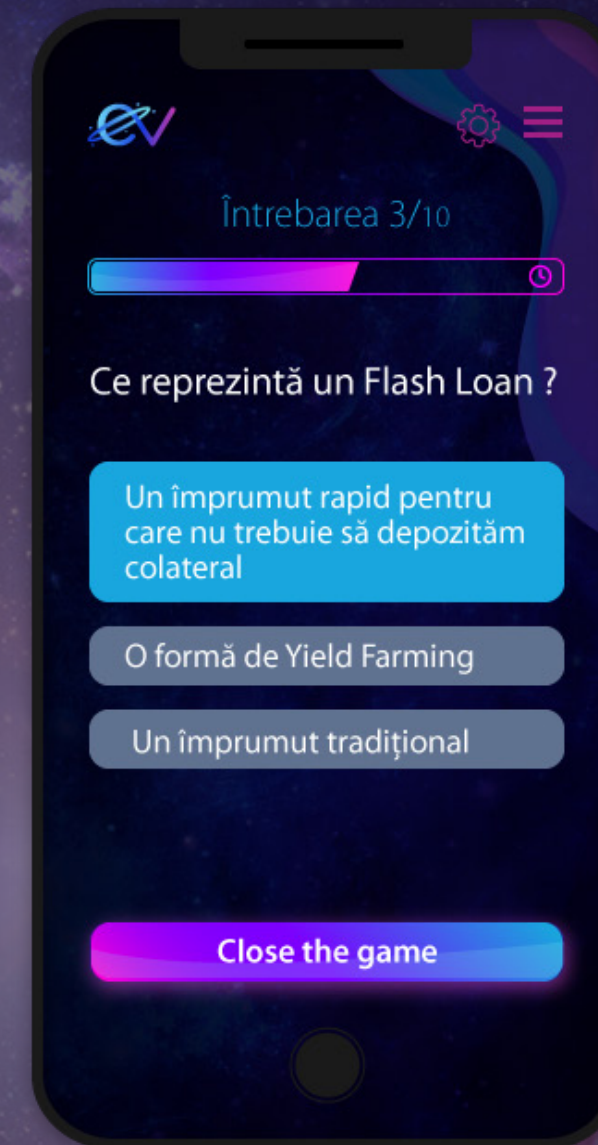 ev
Întrebarea 3/10
Ce reprezintă un Flash Loan ?
Un împrumut rapid pentru
care nu trebuie să depozităm
colateral
O formă de Yield Farming
Un împrumut tradițional
Close the game